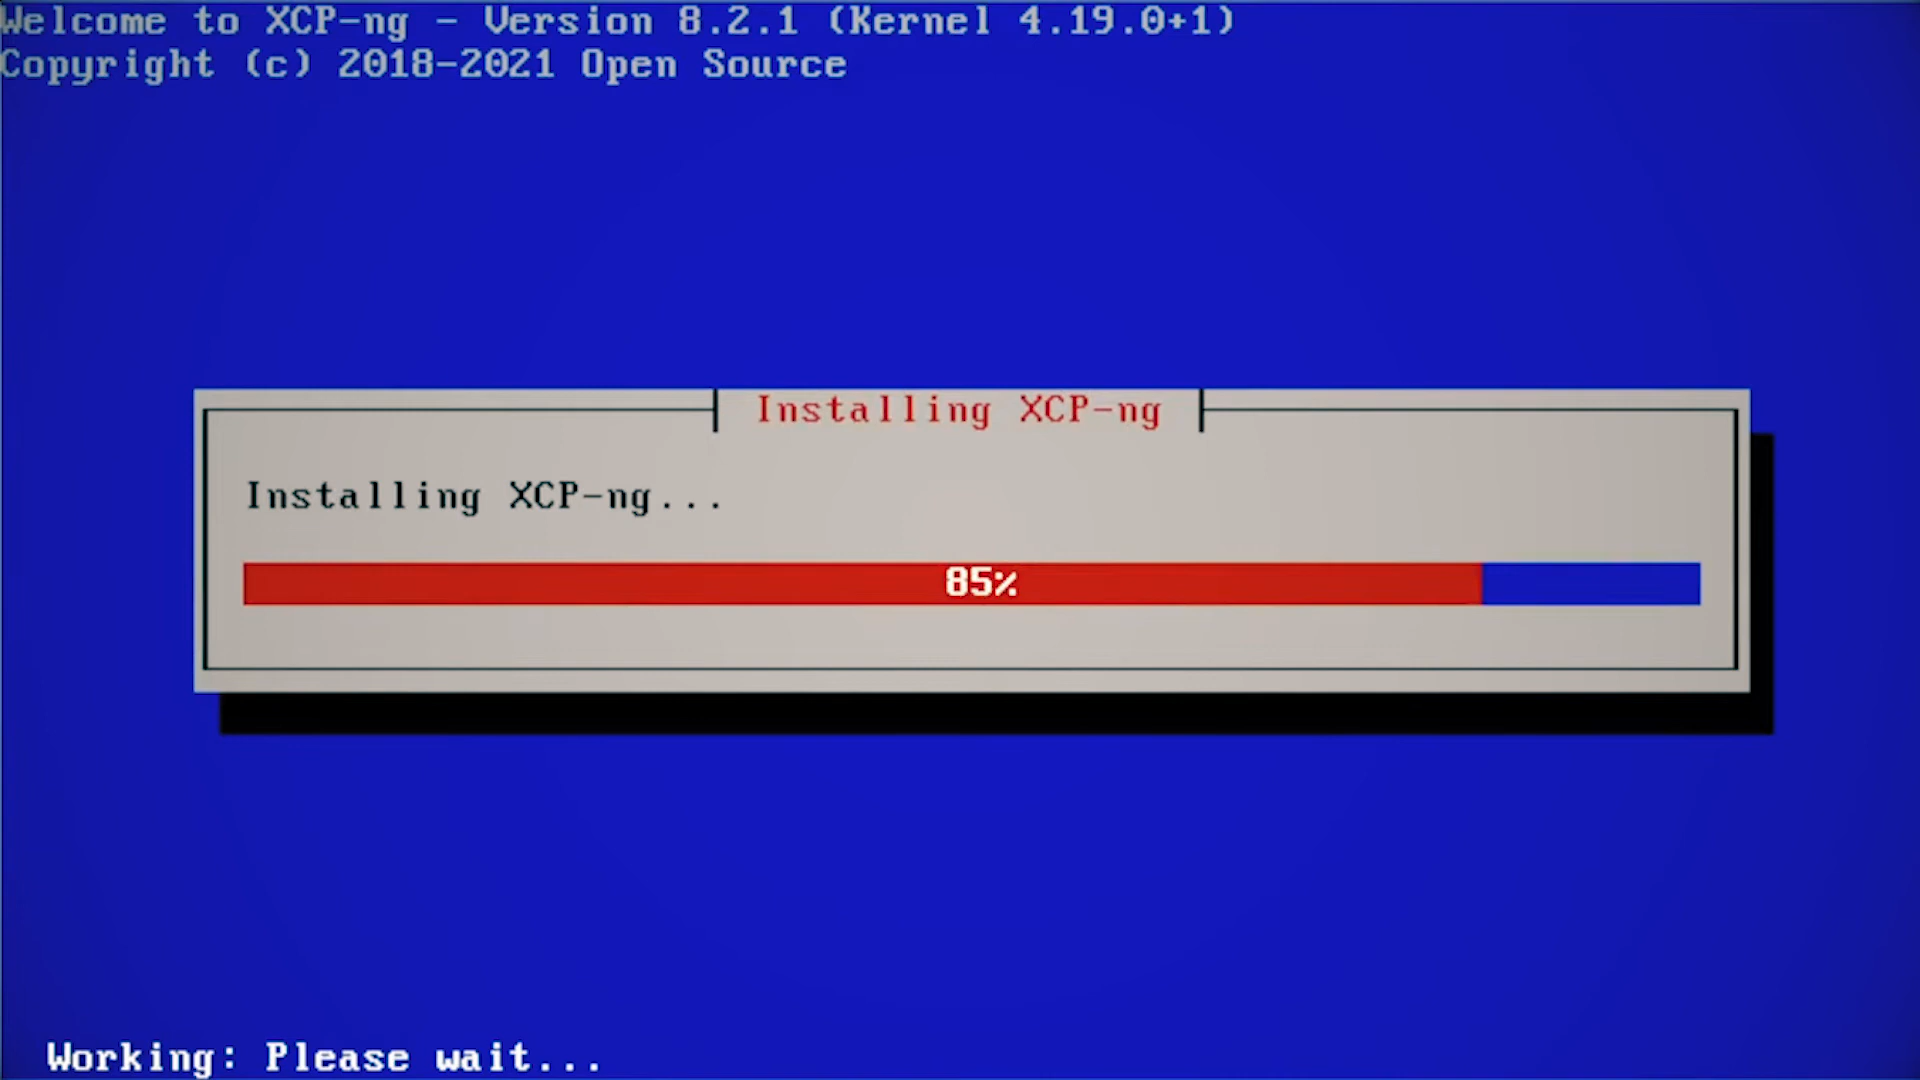 Welcome to XCP-ng - Version 8.2.1 (Kernel 4.19.0+1)
Copyright (c) 2018-2021 Open Source
Installing XCP-ng
Installing XCP-ng...
85%
Working: Please wait...